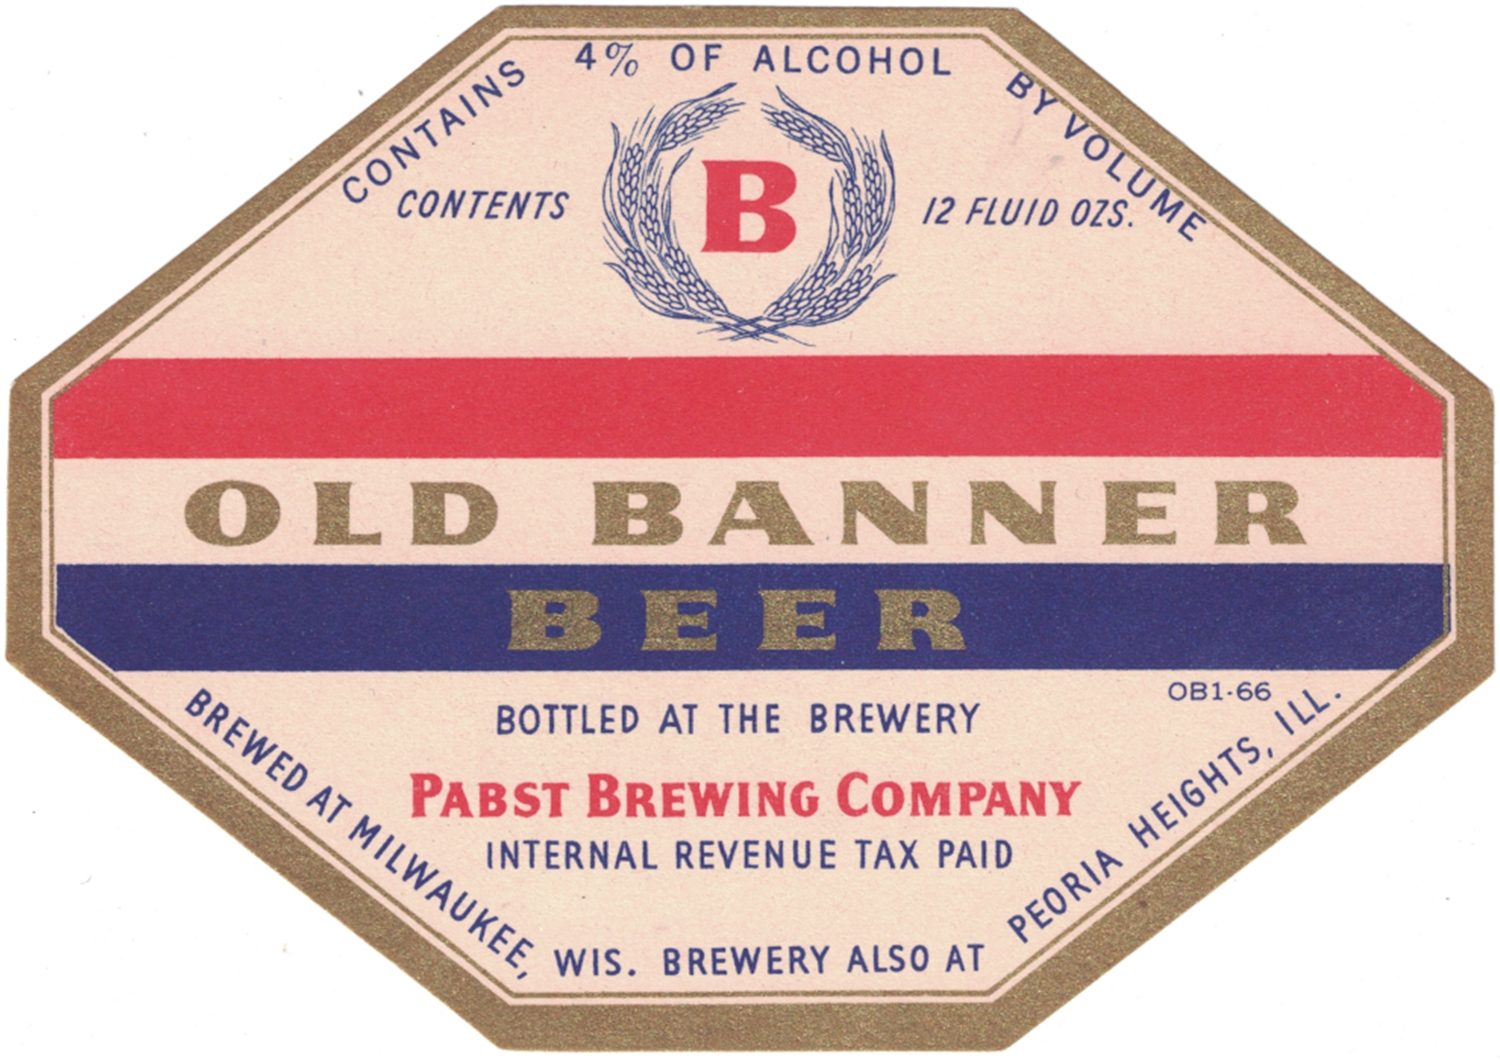 CONTAINS 4% OF ALCOHOL BY VOLUME
CONTENTS 12 FLUID OZS.
B
OLD BANNER
BEER
OB1-66
BOTTLED AT THE BREWERY
PABST BREWING COMPANY
INTERNAL REVENUE TAX PAID
BREWED AT MILWAUKEE, WIS. BREWERY ALSO AT PEORIA HEIGHTS, ILL.